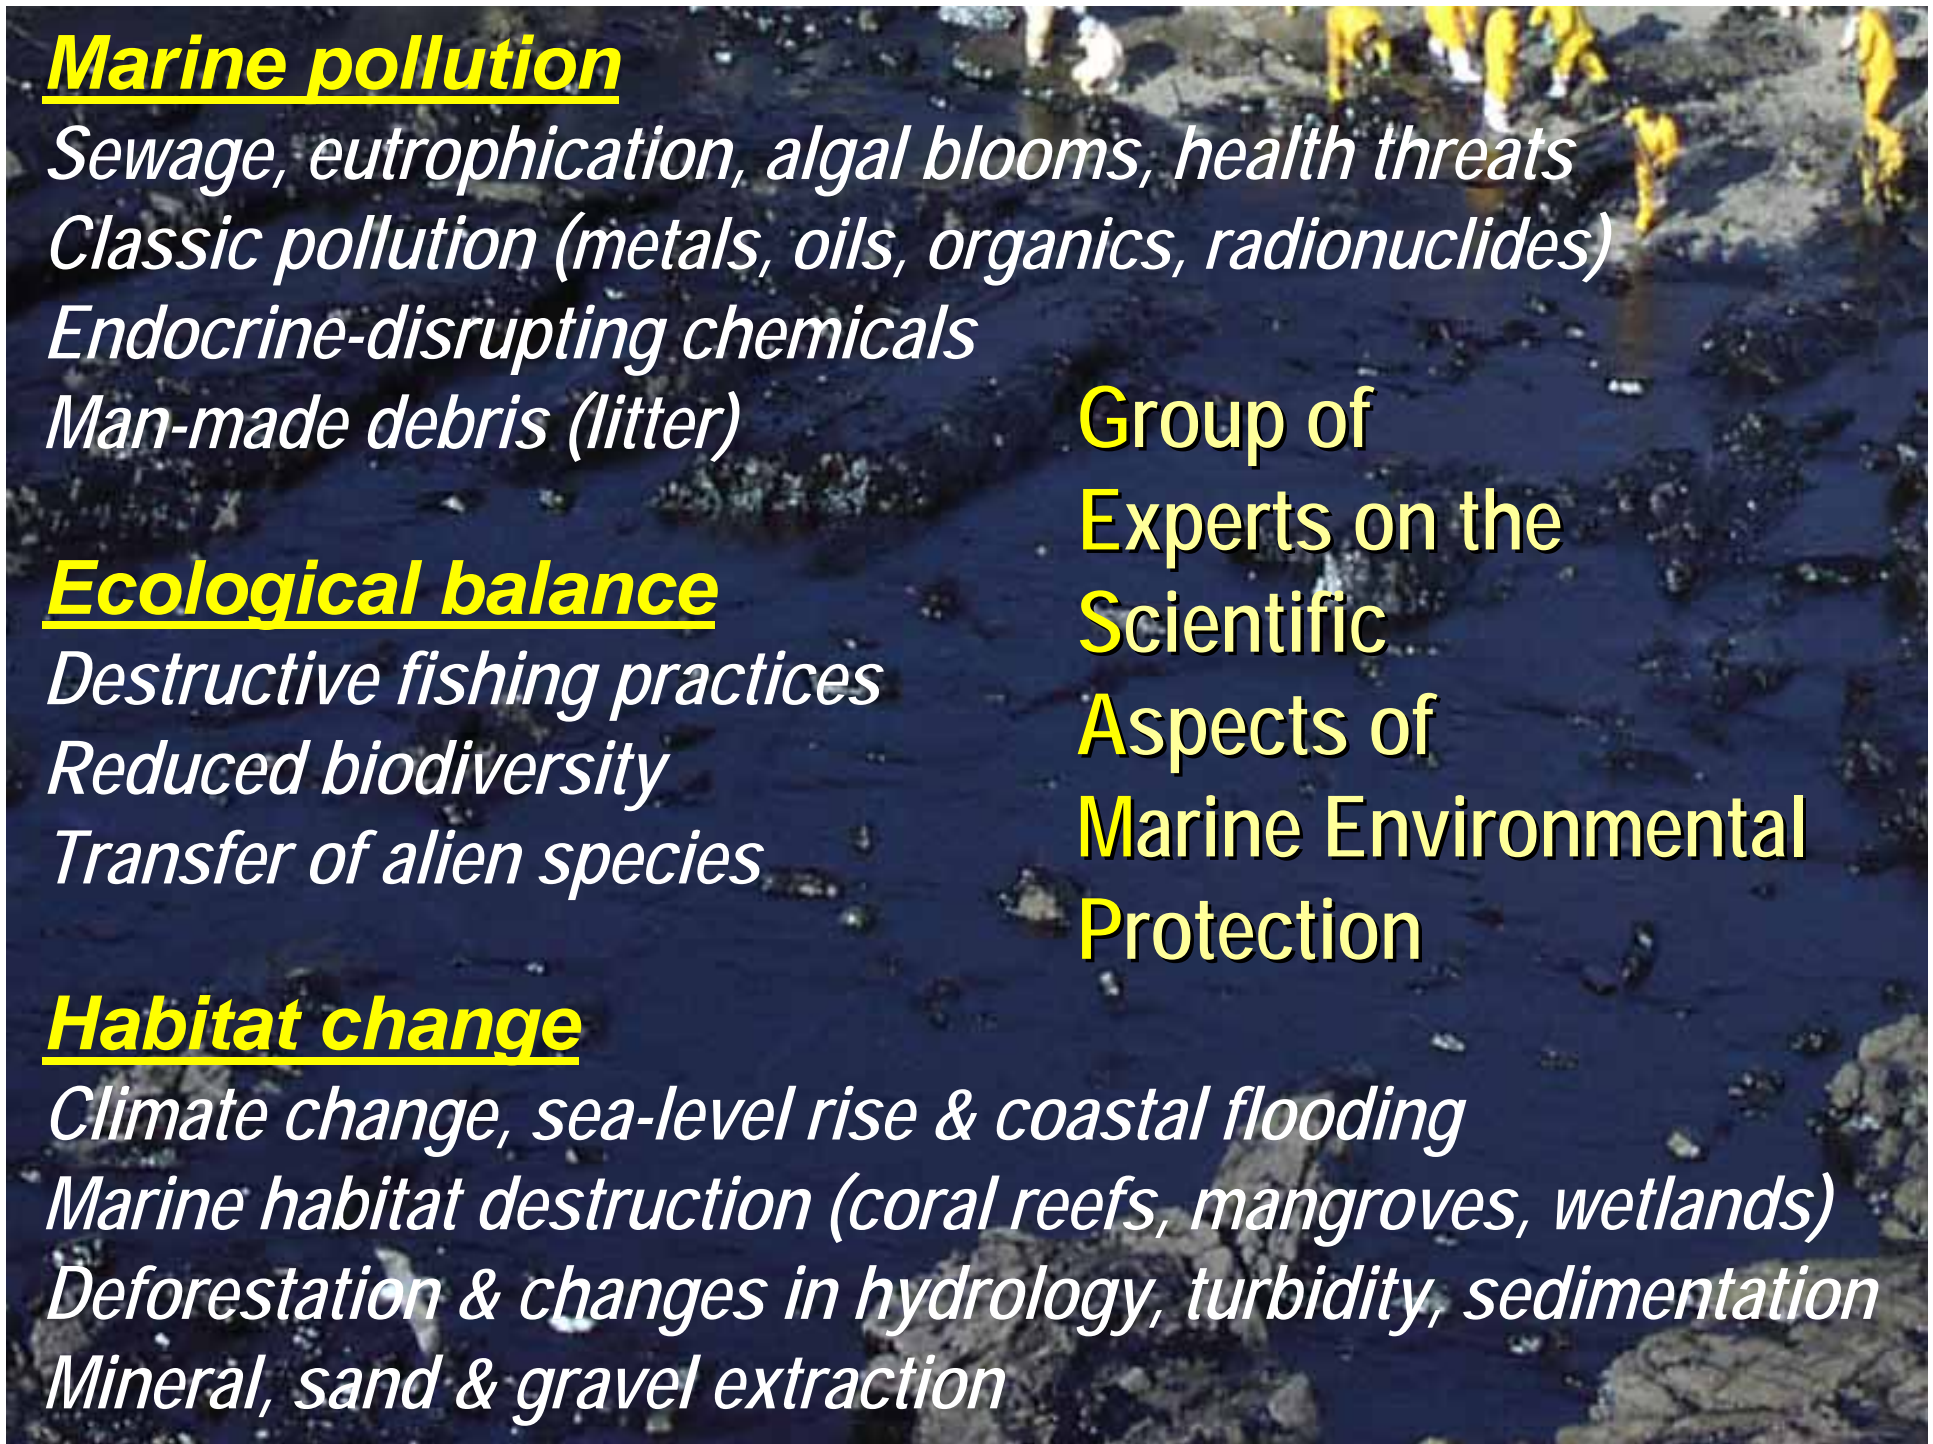 Marine pollution
Sewage, eutrophication, algal blooms, health threats
Classic pollution (metals, oils, organics, radionuclides)
Endocrine-disrupting chemicals
Man-made debris (litter)
Ecological balance
Destructive fishing practices
Reduced biodiversity
Transfer of alien species
Group of
Experts on the
Scientific
Aspects of
Marine Environmental
Protection
Habitat change
Climate change, sea-level rise & coastal flooding
Marine habitat destruction (coral reefs, mangroves, wetlands)
Deforestation & changes in hydrology, turbidity, sedimentation
Mineral, sand & gravel extraction